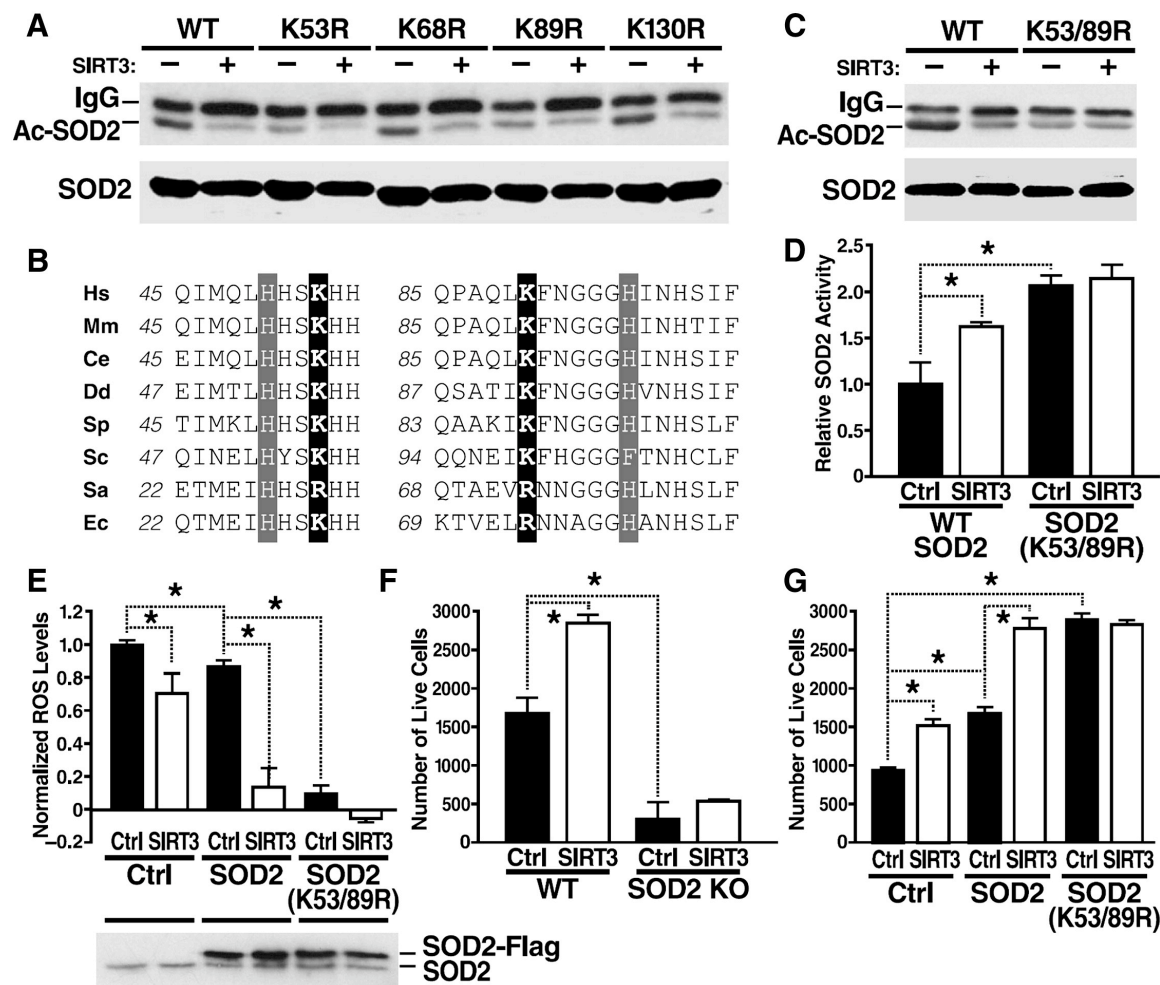 A
WT K53R K68R K89R K130R
SIRT3: – + – + – + – + – +
IgG
Ac-SOD2
SOD2
C
WT K53/89R
SIRT3: – + – +
IgG
Ac-SOD2
SOD2
B
Hs 45 QIMQLHHSKHH 85 QPAQLKFNGGGHINHSIF
Mm 45 QIMQLHHSKHH 85 QPAQLKFNGGGHINHTIF
Ce 45 EIMQLHHSKHH 85 QPAQLKFNGGGHINHSIF
Dd 47 EIMTLHHSKHH 87 QSATIKFNGGGHVNHSIF
Sp 45 TIMKLHHSKHH 83 QAAKIKFNGGGHINHSLF
Sc 47 QINELHYSKHH 94 QQNEIKFHGGGFTNHCLF
Sa 22 ETMEIHHSRHH 68 QTAEVRNNGGGHLNHSLF
Ec 22 QTMEIHHSKHH 69 KTVELRNNAGGHANHSLF
D
Relative SOD2 Activity
2.5
2.0
1.5
1.0
0.5
0
* *
Ctrl SIRT3 Ctrl SIRT3
WT SOD2
SOD2 (K53/89R)
E
Normalized ROS Levels
1.2
1.0
0.8
0.6
0.4
0.2
0
–0.2
* * * * *
Ctrl SIRT3 Ctrl SIRT3 Ctrl SIRT3
Ctrl SOD2 SOD2
(K53/89R)
SOD2-Flag
SOD2
F
Number of Live Cells
3000
2500
2000
1500
1000
500
0
* *
Ctrl SIRT3 Ctrl SIRT3
WT SOD2 KO
G
Number of Live Cells
3000
2500
2000
1500
1000
500
0
* * * *
Ctrl SIRT3 Ctrl SIRT3 Ctrl SIRT3
Ctrl SOD2 SOD2
(K53/89R)